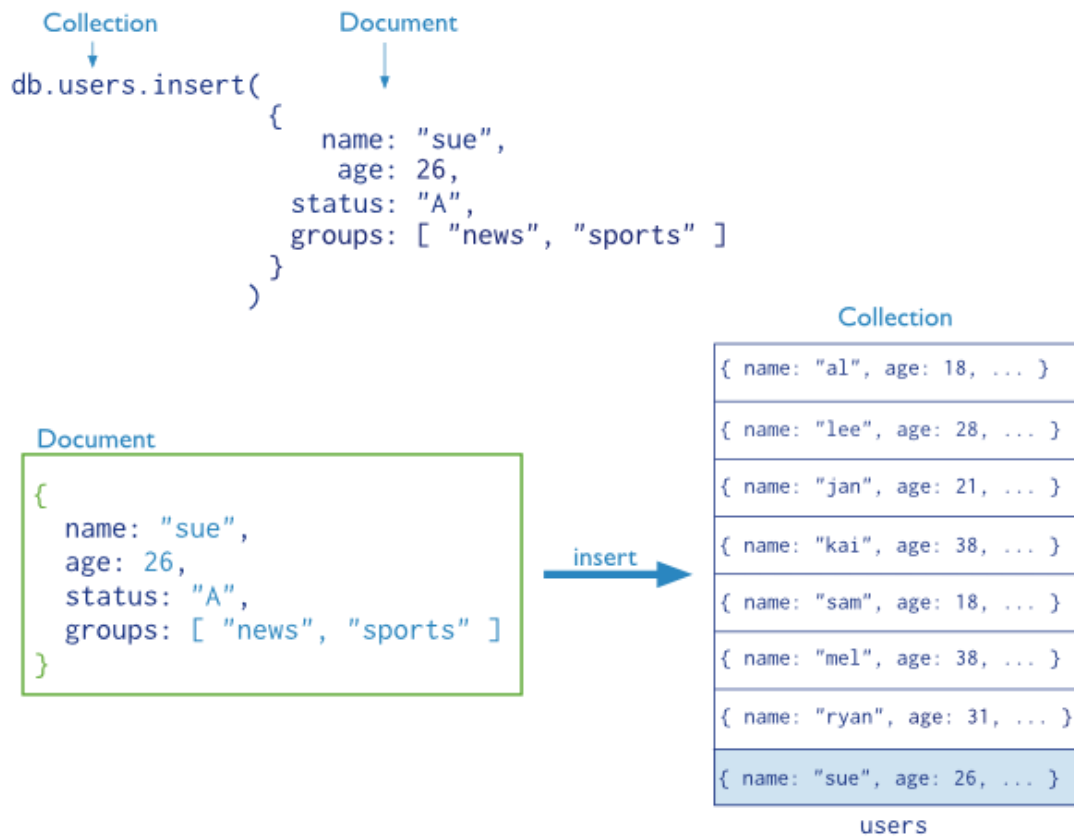 Collection Document
db.users.insert(
{
name: "sue",
age: 26,
status: "A",
groups: [ "news", "sports" ]
}
)
Document
{
name: "sue",
age: 26,
status: "A",
groups: [ "news", "sports" ]
}
insert
Collection
{ name: "al", age: 18, ... }
{ name: "lee", age: 28, ... }
{ name: "jan", age: 21, ... }
{ name: "kai", age: 38, ... }
{ name: "sam", age: 18, ... }
{ name: "mel", age: 38, ... }
{ name: "ryan", age: 31, ... }
{ name: "sue", age: 26, ... }
users